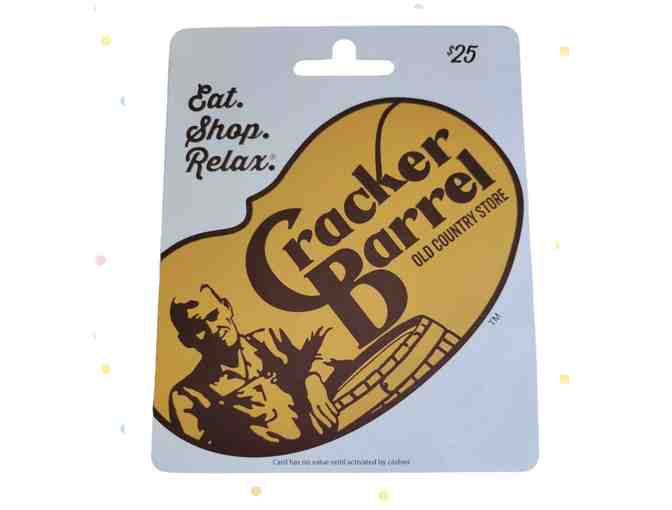 $25
Eat.
Shop.
Relax.®
Cracker
Barrel
OLD COUNTRY STORE
TM
Card has no value until activated by cashier